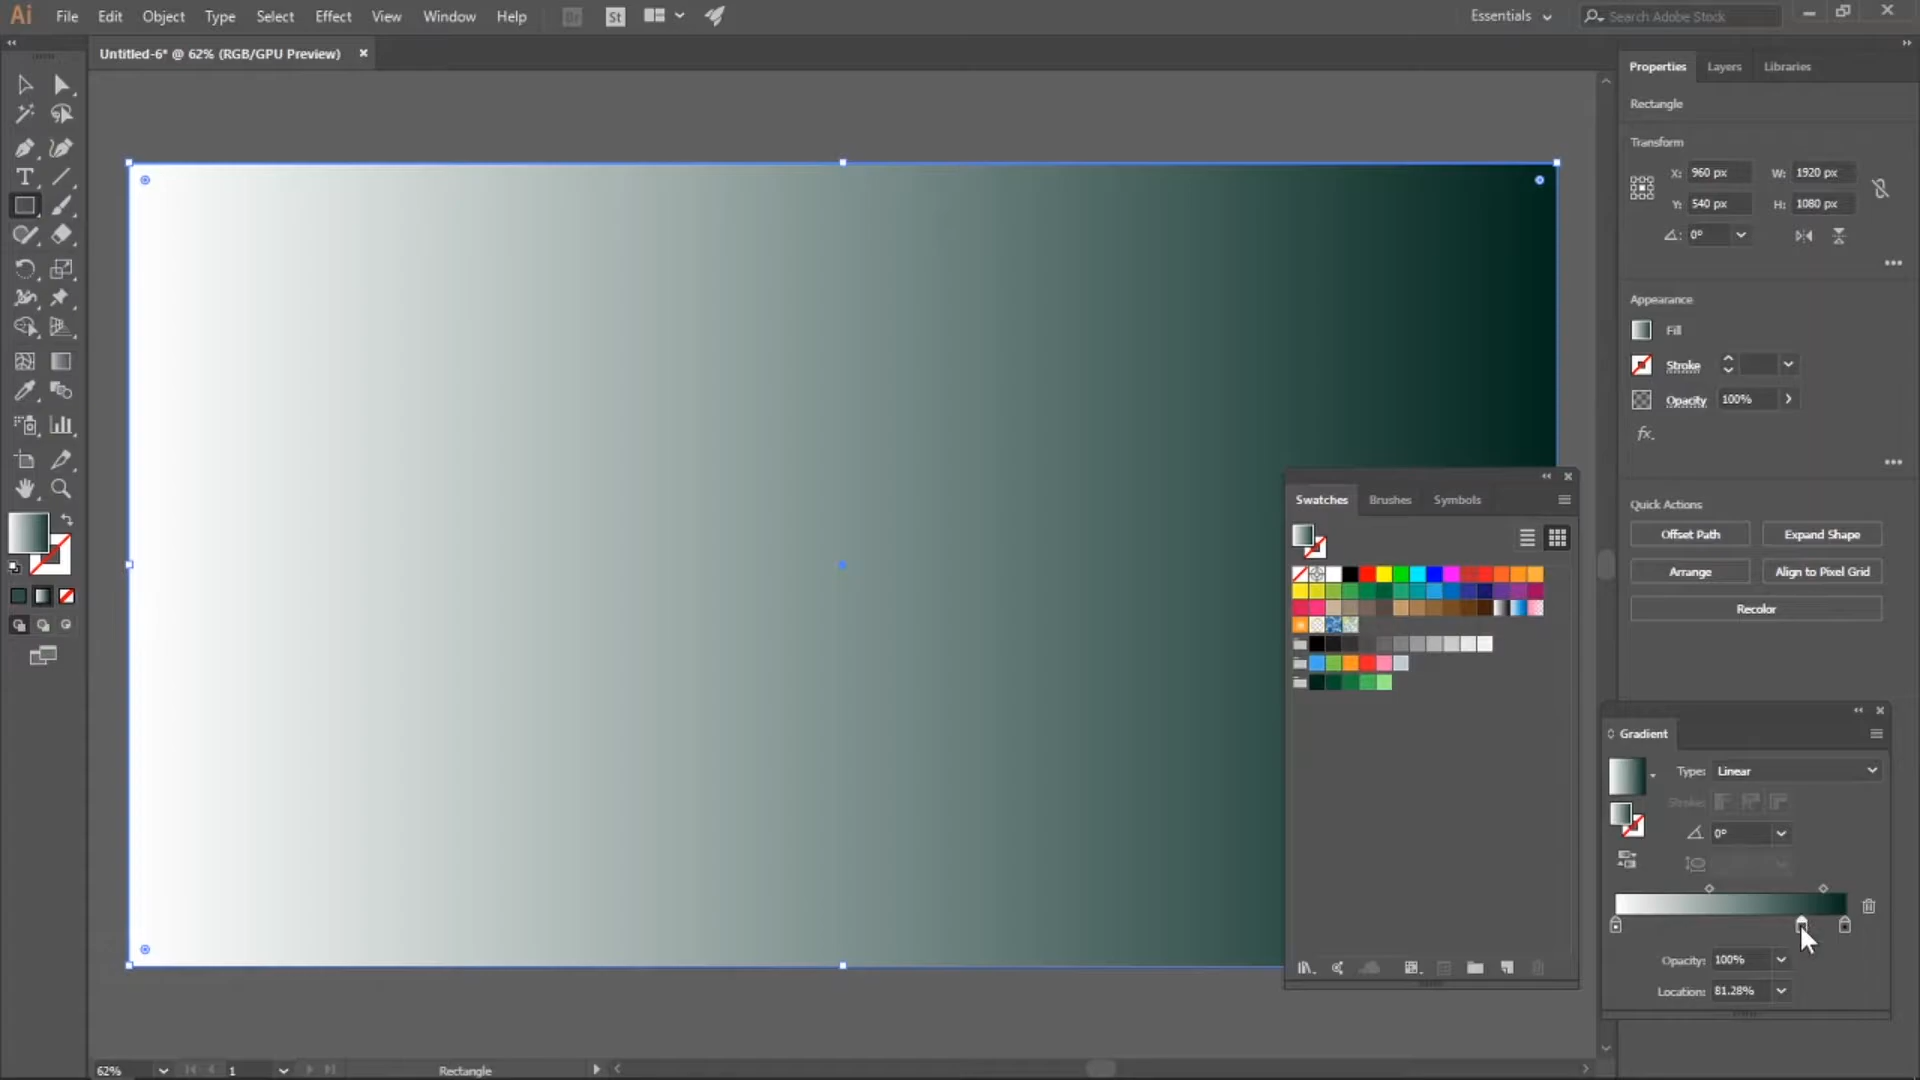 Ai File Edit Object Type Select Effect View Window Help Br St Essentials Search Adobe Stock
Untitled-6* @ 62% (RGB/GPU Preview) ×
Properties Layers Libraries
Rectangle
Transform
X: 960 px W: 1920 px
Y: 540 px H: 1080 px
0°
Appearance
Fill
Stroke
Opacity 100%
fx.
Quick Actions
Offset Path Expand Shape
Arrange Align to Pixel Grid
Recolor
Swatches Brushes Symbols
Gradient
Type: Linear
Stroke:
0°
Opacity: 100%
Location: 81.28%
62% 1 Rectangle